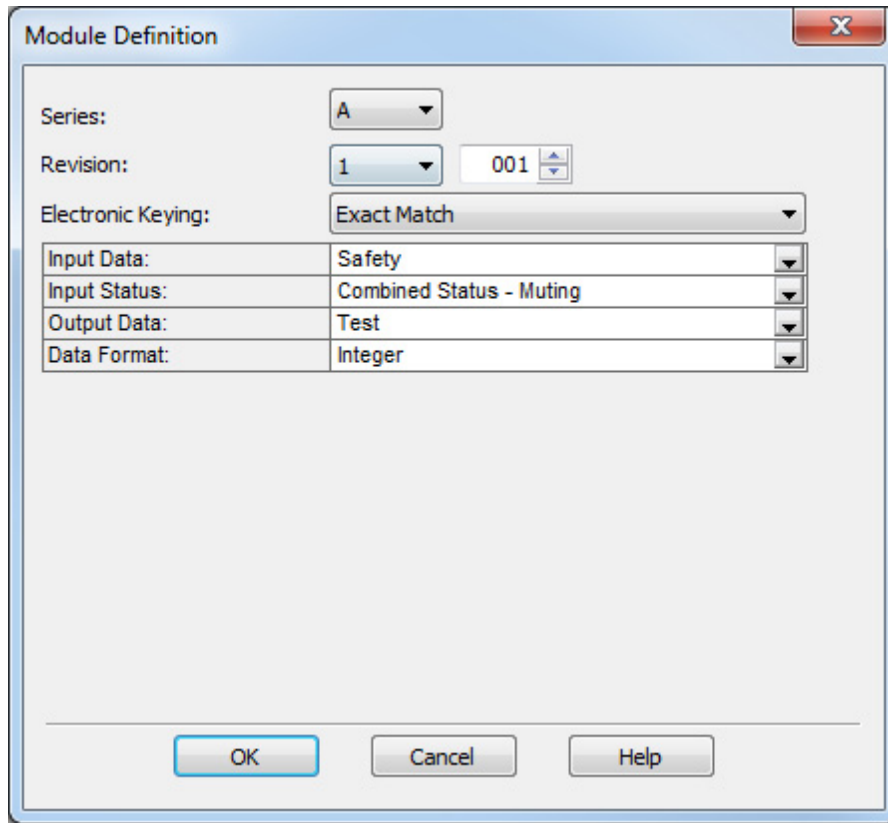 Module Definition
Series: A
Revision: 1 001
Electronic Keying: Exact Match
Input Data: Safety
Input Status: Combined Status - Muting
Output Data: Test
Data Format: Integer
OK Cancel Help